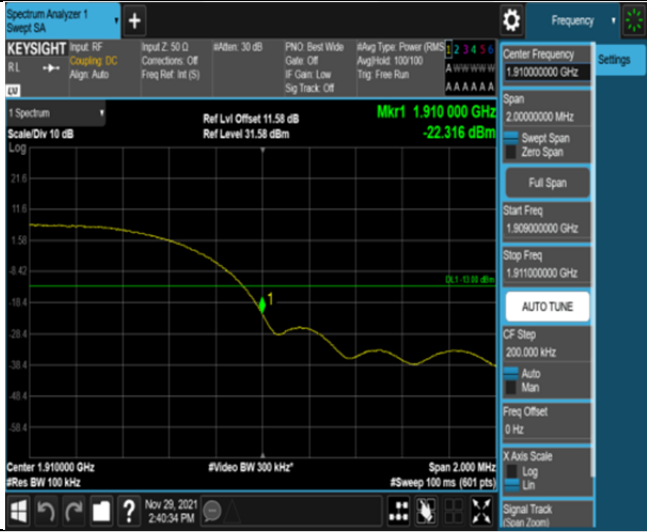 Spectrum Analyzer 1
Swept SA
Frequency
KEYSIGHT
RL
Input: RF
Coupling: DC
Align: Auto
Input Z: 50 Ω
Corrections: Off
Freq Ref: Int (S)
#Atten: 30 dB
PNO: Best Wide
Gate: Off
IF Gain: Low
Sig Track: Off
#Avg Type: Power (RMS
Avg|Hold: 100/100
Trig: Free Run
1 2 3 4 5 6
A W W W W W
A A A A A A
LV
1 Spectrum
Scale/Div 10 dB
Ref Lvl Offset 11.58 dB
Ref Level 31.58 dBm
Mkr1 1.910 000 GHz
-22.316 dBm
Log
21.6
11.6
1.58
-8.42
-18.4
-28.4
-38.4
-48.4
-58.4
DL1 -13.00 dBm
1
Center 1.910000 GHz
#Res BW 100 kHz
#Video BW 300 kHz*
Span 2.000 MHz
#Sweep 100 ms (601 pts)
Nov 29, 2021
2:40:34 PM
Center Frequency
1.910000000 GHz
Settings
Span
2.00000000 MHz
Swept Span
Zero Span
Full Span
Start Freq
1.909000000 GHz
Stop Freq
1.911000000 GHz
AUTO TUNE
CF Step
200.000 kHz
Auto
Man
Freq Offset
0 Hz
X Axis Scale
Log
Lin
Signal Track
(Span Zoom)